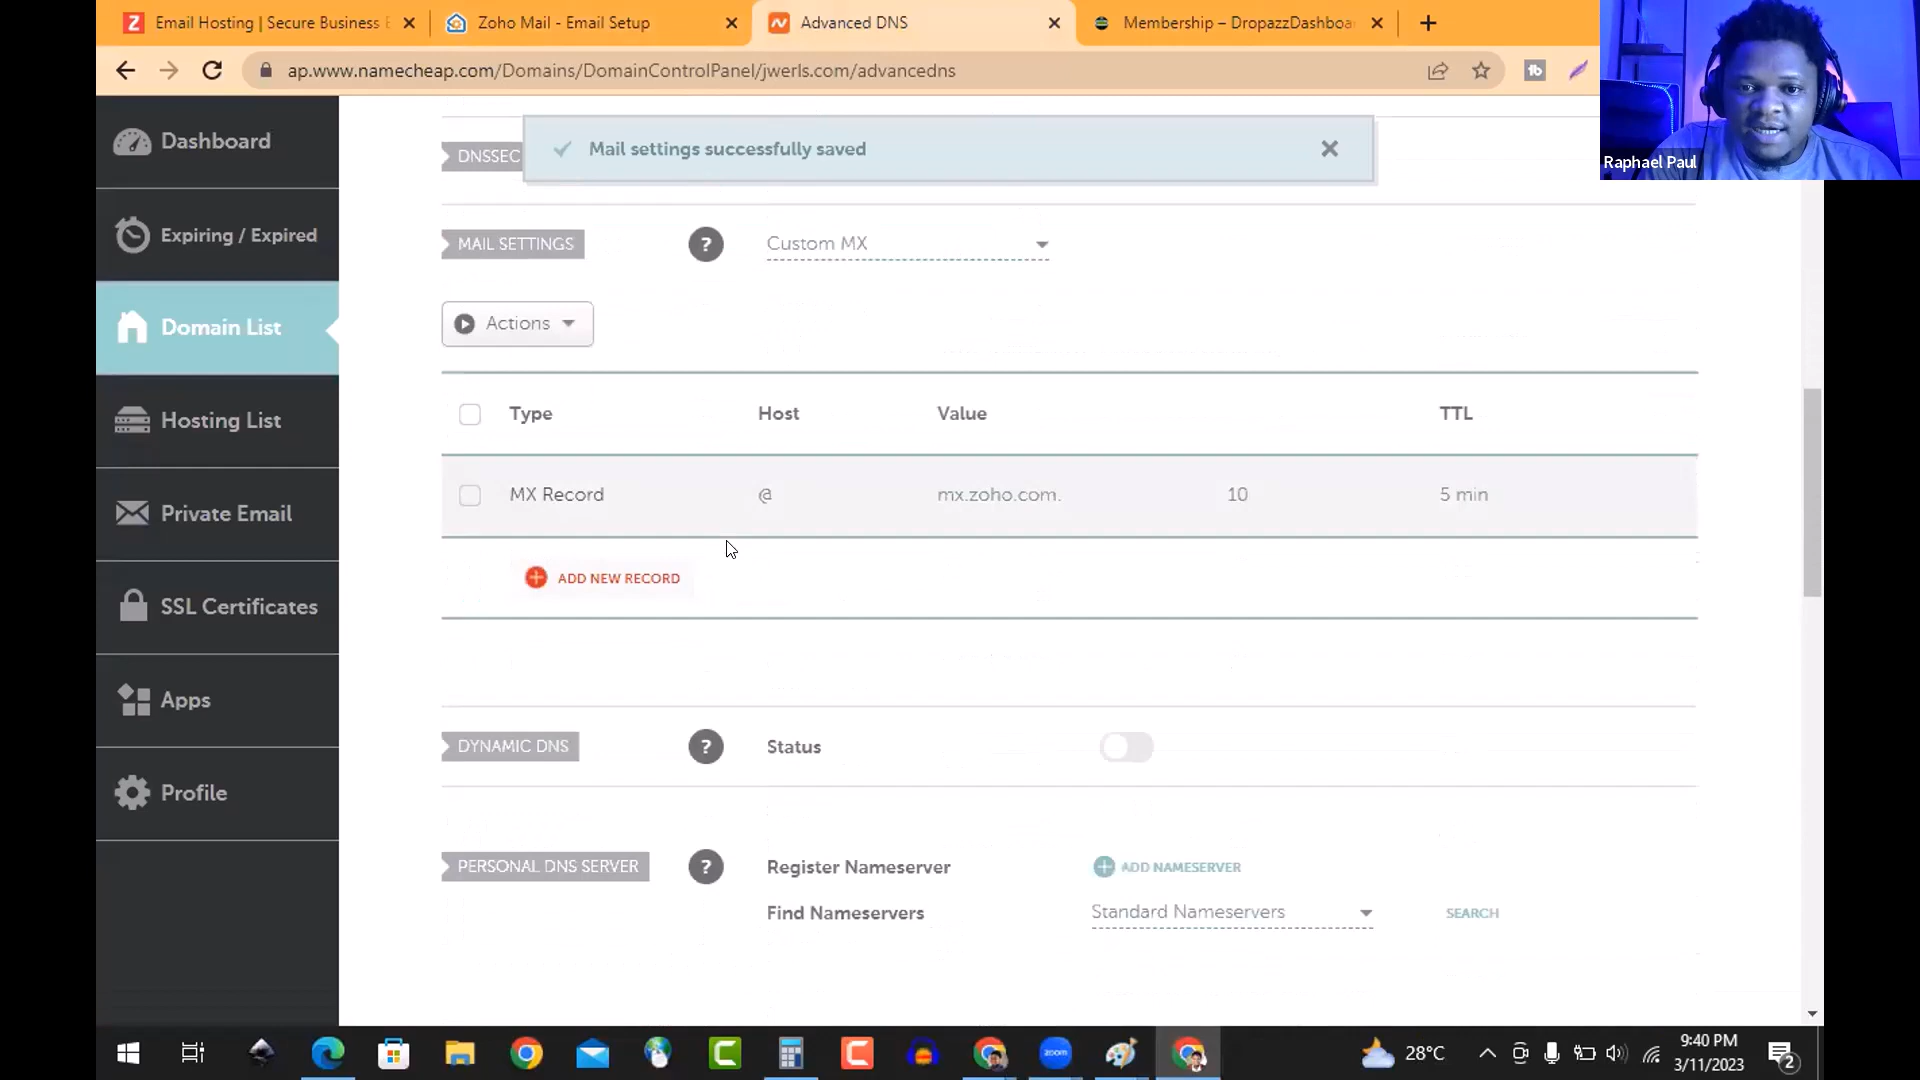 Email Hosting | Secure Business E
Zoho Mail - Email Setup
Advanced DNS
Membership – DropazzDashboa
ap.www.namecheap.com/Domains/DomainControlPanel/jwerls.com/advancedns
Raphael Paul
Dashboard
Expiring / Expired
Domain List
Hosting List
Private Email
SSL Certificates
Apps
Profile
DNSSEC
Mail settings successfully saved
MAIL SETTINGS
?
Custom MX
Actions
Type Host Value TTL
MX Record @ mx.zoho.com. 10 5 min
ADD NEW RECORD
DYNAMIC DNS
?
Status
PERSONAL DNS SERVER
?
Register Nameserver
ADD NAMESERVER
Find Nameservers
Standard Nameservers
SEARCH
zoom
28°C
9:40 PM
3/11/2023
2